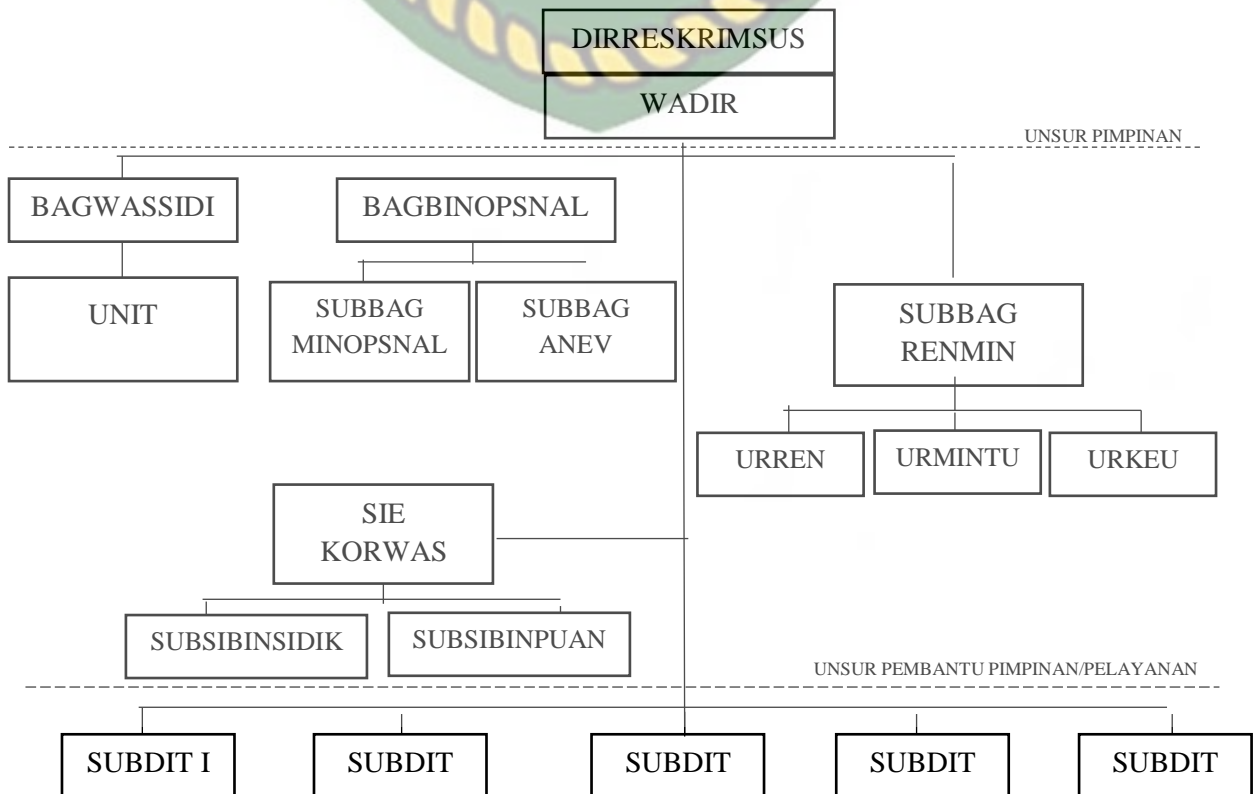 DIRRESKRIMSUS
WADIR
UNSUR PIMPINAN
BAGWASSIDI
BAGBINOPSNAL
UNIT
SUBBAG
MINOPSNAL
SUBBAG
ANEV
SUBBAG
RENMIN
URREN
URMINTU
URKEU
SIE
KORWAS
SUBSIBINSIDIK
SUBSIBINPUAN
UNSUR PEMBANTU PIMPINAN/PELAYANAN
SUBDIT I
SUBDIT
SUBDIT
SUBDIT
SUBDIT